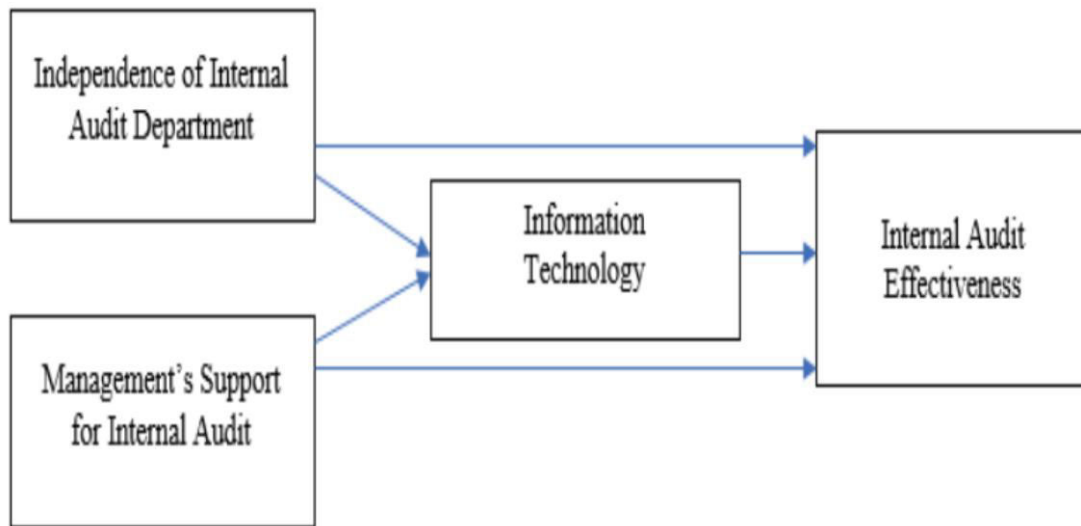 Independence of Internal
Audit Department
Information
Technology
Internal Audit
Effectiveness
Management’s Support
for Internal Audit